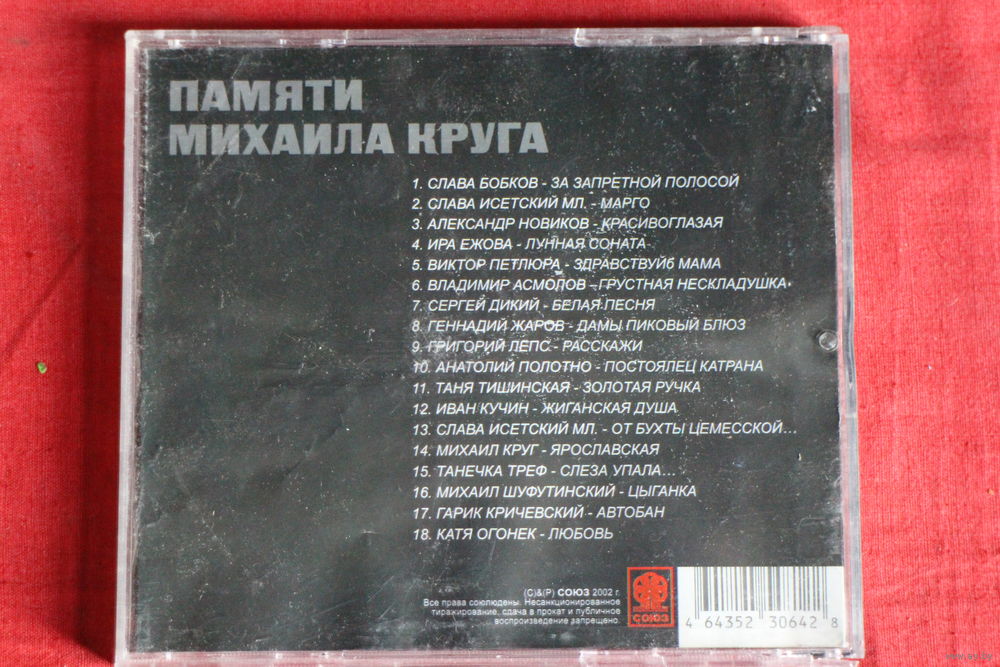 ПАМЯТИ
МИХАИЛА КРУГА
1. СЛАВА БОБКОВ - ЗА ЗАПРЕТНОЙ ПОЛОСОЙ
2. СЛАВА ИСЕТСКИЙ МЛ. - МАРГО
3. АЛЕКСАНДР НОВИКОВ - КРАСИВОГЛАЗАЯ
4. ИРА ЕЖОВА - ЛУННАЯ СОНАТА
5. ВИКТОР ПЕТЛЮРА - ЗДРАВСТВУЙб МАМА
6. ВЛАДИМИР АСМОЛОВ - ГРУСТНАЯ НЕСКЛАДУШКА
7. СЕРГЕЙ ДИКИЙ - БЕЛАЯ ПЕСНЯ
8. ГЕННАДИЙ ЖАРОВ - ДАМЫ ПИКОВЫЙ БЛЮЗ
9. ГРИГОРИЙ ЛЕПС - РАССКАЖИ
10. АНАТОЛИЙ ПОЛОТНО - ПОСТОЯЛЕЦ КАТРАНА
11. ТАНЯ ТИШИНСКАЯ - ЗОЛОТАЯ РУЧКА
12. ИВАН КУЧИН - ЖИГАНСКАЯ ДУША
13. СЛАВА ИСЕТСКИЙ МЛ. - ОТ БУХТЫ ЦЕМЕССКОЙ...
14. МИХАИЛ КРУГ - ЯРОСЛАВСКАЯ
15. ТАНЕЧКА ТРЕФ - СЛЕЗА УПАЛА...
16. МИХАИЛ ШУФУТИНСКИЙ - ЦЫГАНКА
17. ГАРИК КРИЧЕВСКИЙ - АВТОБАН
18. КАТЯ ОГОНЕК - ЛЮБОВЬ
(C)&(P) СОЮЗ 2002 г.
Все права союлюдены. Несанкционированное
тиражирование, сдача в прокат и публичное
воспроизведение запрещено.
СОЮЗ
4 64352 30642 8